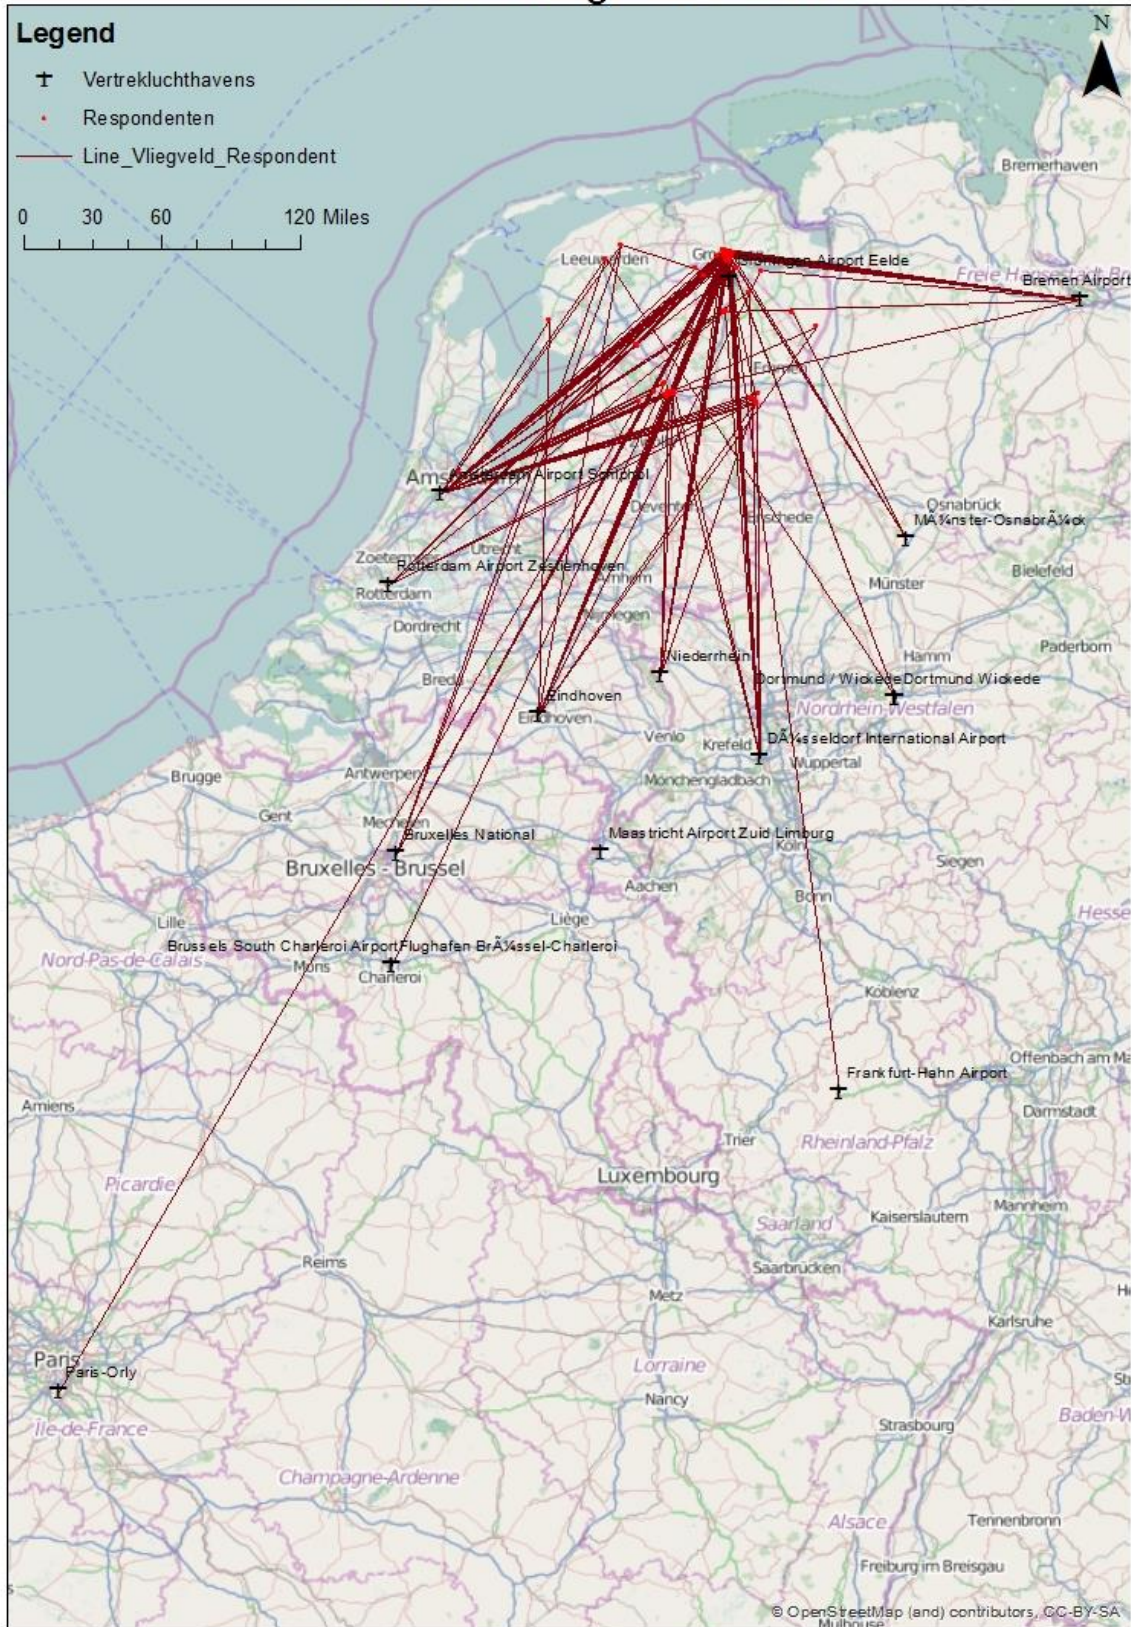 Legend
N
Vertrekluchthavens
Respondenten
Line_Vliegveld_Respondent
0 30 60 120 Miles
Bremerhaven
Leeuwarden
Airport Eelde
Bremen Airport
Amsterdam Airport Schiphol
Deventer
Enschede
Osnabrück
MÃ¼nster-OsnabrÃ¼ck
Zoetermeer
Utrecht
Rotterdam Airport Zestienhoven
Arnhem
Bielefeld
Rotterdam
Münster
Nijmegen
Dordrecht
Paderborn
Hamm
Niederrhein
Breda
Dortmund / Wickede Dortmund Wickede
Eindhoven
Nordrhein-Westfalen
Eindhoven
Venlo
Krefeld
DÃ¼sseldorf International Airport
Wuppertal
Brugge
Antwerpen
Mönchengladbach
Gent
Mechelen
Bruxelles National
Maastricht Airport Zuid Limburg
Köln
Bruxelles - Brussel
Siegen
Aachen
Bonn
Lille
Liège
Brussels South Charleroi Airport Flughafen BrÃ¼ssel-Charleroi
Nord-Pas-de-Calais
Mons
Charleroi
Koblenz
Offenbach am Ma
Frankfurt-Hahn Airport
Amiens
Darmstadt
Trier
Rheinland-Pfalz
Luxembourg
Picardie
Mannheim
Kaiserslautern
Saarland
Reims
Saarbrücken
Metz
Karlsruhe
Paris
Paris-Orly
Lorraine
Nancy
Île-de-France
Strasbourg
Baden-W
Champagne-Ardenne
Alsace
Tennenbronn
Freiburg im Breisgau
© OpenStreetMap (and) contributors, CC-BY-SA
Mulhouse